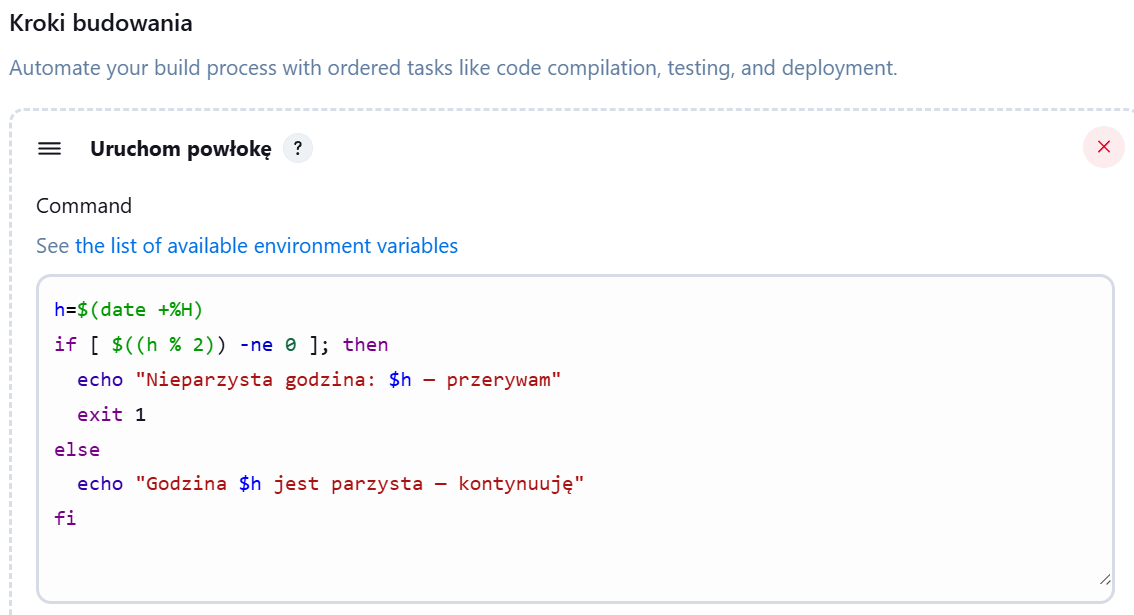 Kroki budowania
Automate your build process with ordered tasks like code compilation, testing, and deployment.
Uruchom powłokę ?
Command
See the list of available environment variables
h=$(date +%H)
if [ $((h % 2)) -ne 0 ]; then
  echo "Nieparzysta godzina: $h — przerywam"
  exit 1
else
  echo "Godzina $h jest parzysta — kontynuuję"
fi